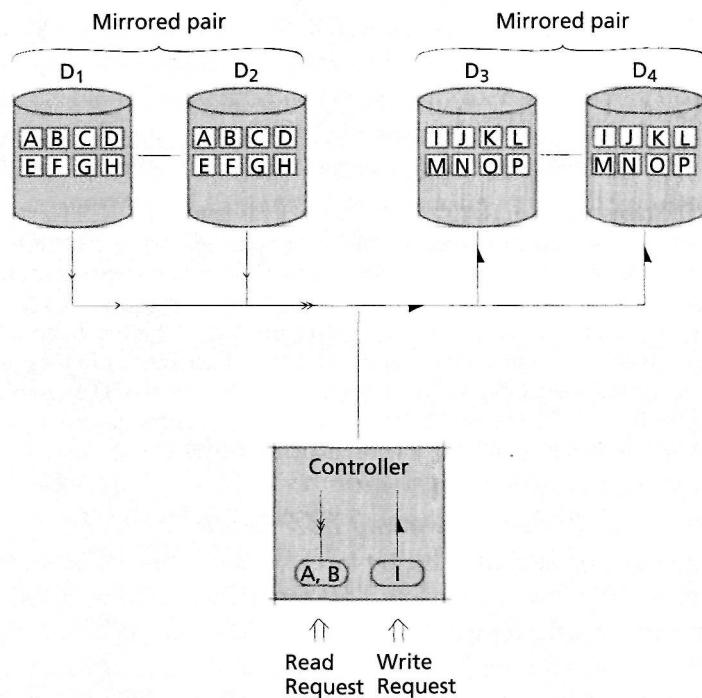 Mirrored pair Mirrored pair
D1 D2 D3 D4
A B C D A B C D I J K L I J K L
E F G H E F G H M N O P M N O P
Controller
A, B I
Read Write
Request Request